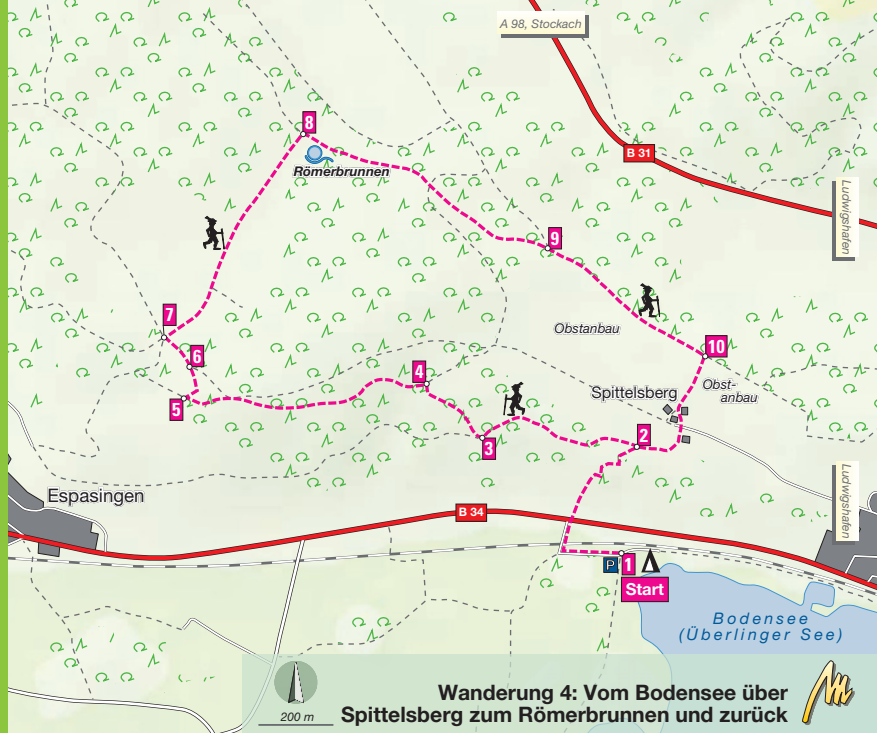 A 98, Stockach
8
Römerbrunnen
B 31
Ludwigshafen
9
7
Obstanbau
10
6
4
Spittelsberg
Obst-
anbau
5
3
2
Espasingen
B 34
Ludwigshafen
P
1
Start
Bodensee
(Überlinger See)
200 m
Wanderung 4: Vom Bodensee über
Spittelsberg zum Römerbrunnen und zurück